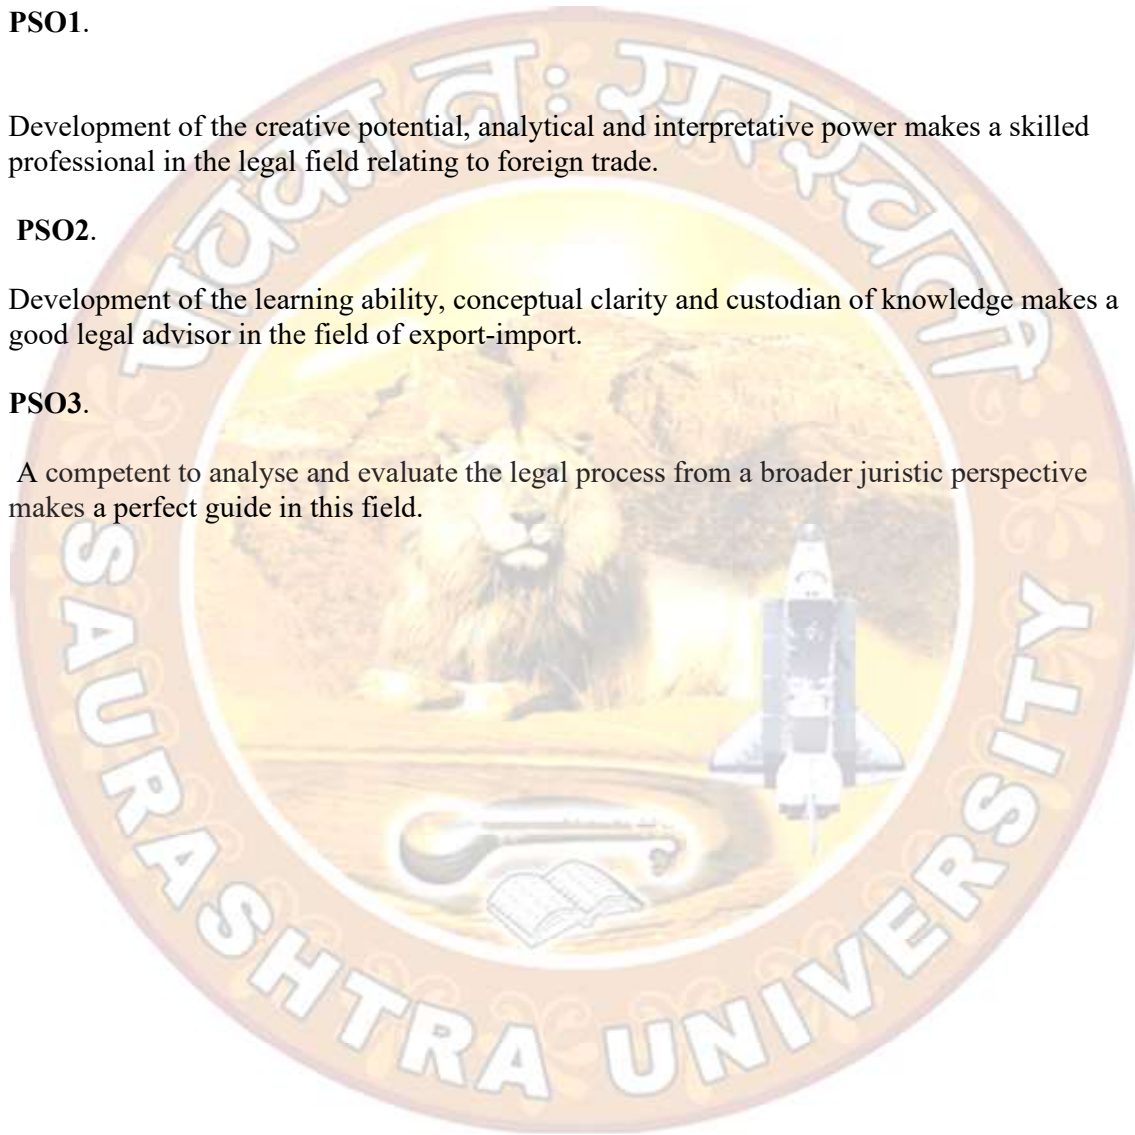 PSO1.
पावका नः सरस्वती
Development of the creative potential, analytical and interpretative power makes a skilled
professional in the legal field relating to foreign trade.
PSO2.
Development of the learning ability, conceptual clarity and custodian of knowledge makes a
good legal advisor in the field of export-import.
PSO3.
A competent to analyse and evaluate the legal process from a broader juristic perspective
makes a perfect guide in this field.
SAURASHTRA UNIVERSITY